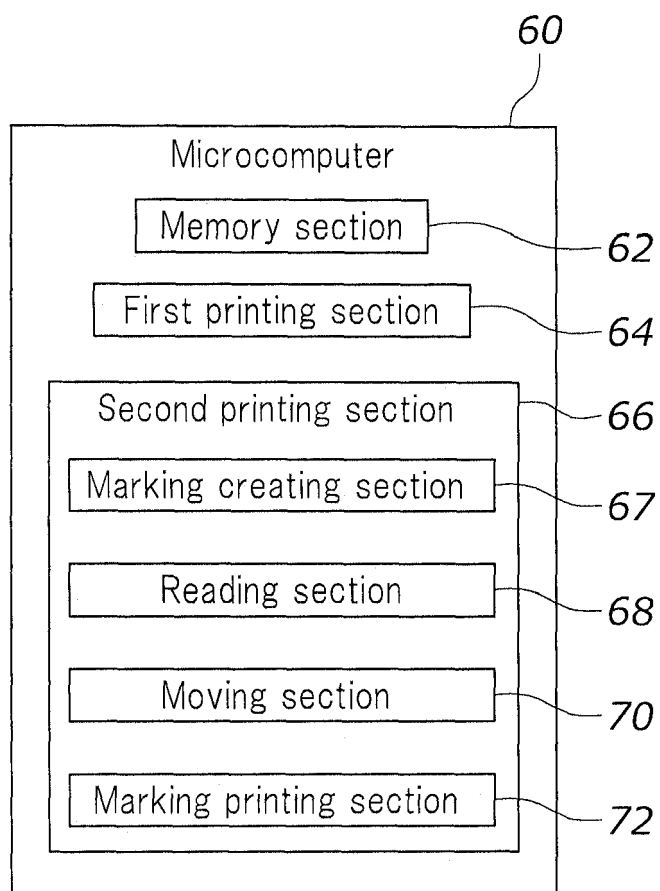 60
Microcomputer
Memory section
62
First printing section
64
Second printing section
66
Marking creating section
67
Reading section
68
Moving section
70
Marking printing section
72